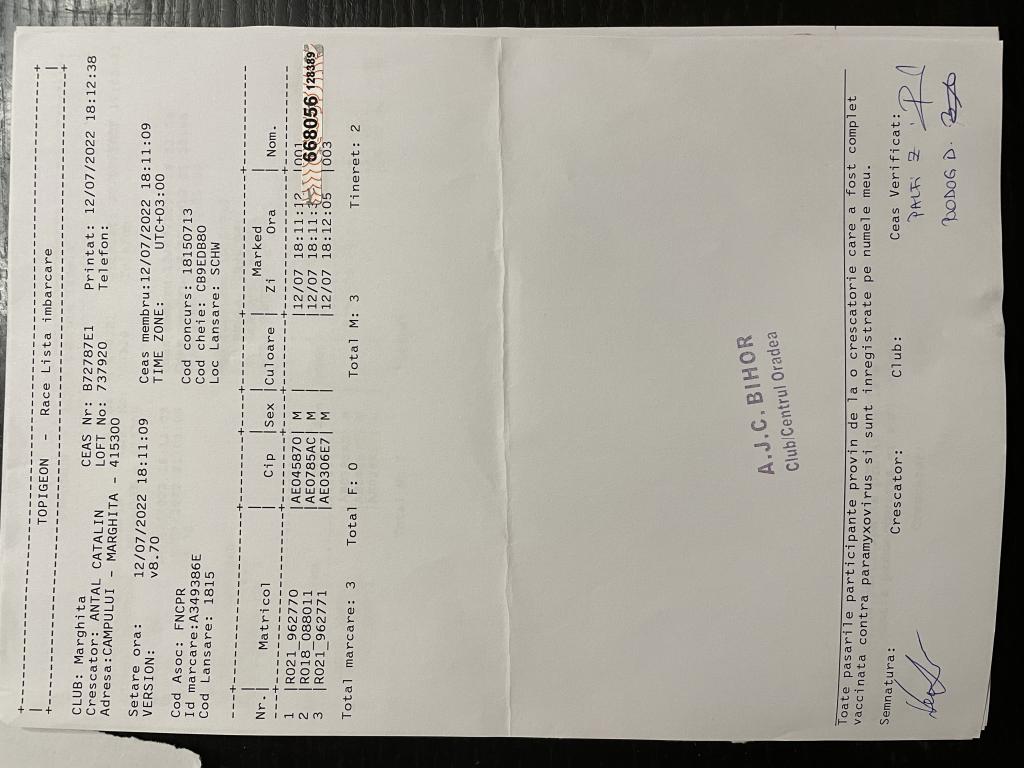 +-----------------------------------------------------------------+
| TOPIGEON - Race Lista imbarcare |
+-----------------------------------------------------------------+
CLUB: Marghita CEAS Nr: B72787E1 Printat: 12/07/2022 18:12:38
Crescator: ANTAL CATALIN LOFT No: 737920 Telefon:
Adresa:CAMPULUI - MARGHITA - 415300
Setare ora: 12/07/2022 18:11:09 Ceas membru:12/07/2022 18:11:09
VERSION: v8.70 TIME ZONE: UTC+03:00
Cod Asoc: FNCPR Cod concurs: 18150713
Id marcare:A349386E Cod cheie: CB9EDB80
Cod Lansare: 1815 Loc Lansare: SCHW
Nr.| Matricol | Cip |Sex |Culoare | Zi Marked Ora | Nom.
1 |RO21_962770 |AE045870| M | |12/07 18:11:12 |001
2 |RO18_088011 |AE0785AC| M | |12/07 18:11:
3 |RO21_962771 |AE0306E7| M | |12/07 18:12:05 |003
668056 128389
Total marcare: 3 Total F: 0 Total M: 3 Tineret: 2
A.J.C. BIHOR
Club/Centrul Oradea
Toate pasarile participante provin de la o crescatorie care a fost complet
vaccinata contra paramyxovirus si sunt inregistrate pe numele meu.
Semnatura: Crescator: Club: Ceas Verificat:
PALFI Z
DODOG D.